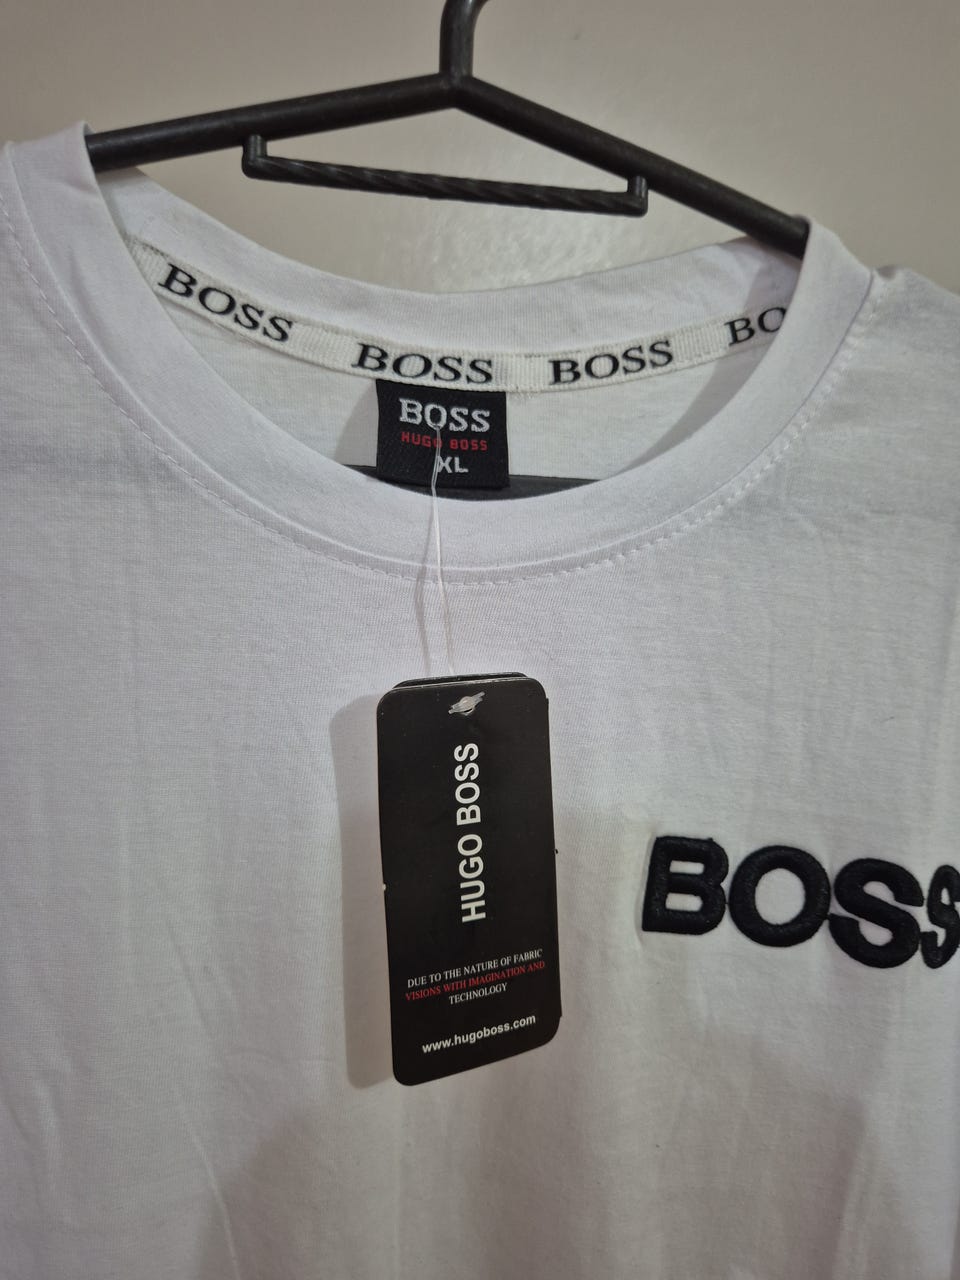 BOSS BOSS BOSS BO
BOSS
HUGO BOSS
XL
HUGO BOSS
DUE TO THE NATURE OF FABRIC
VISIONS WITH IMAGINATION AND
TECHNOLOGY
www.hugoboss.com
BOSS